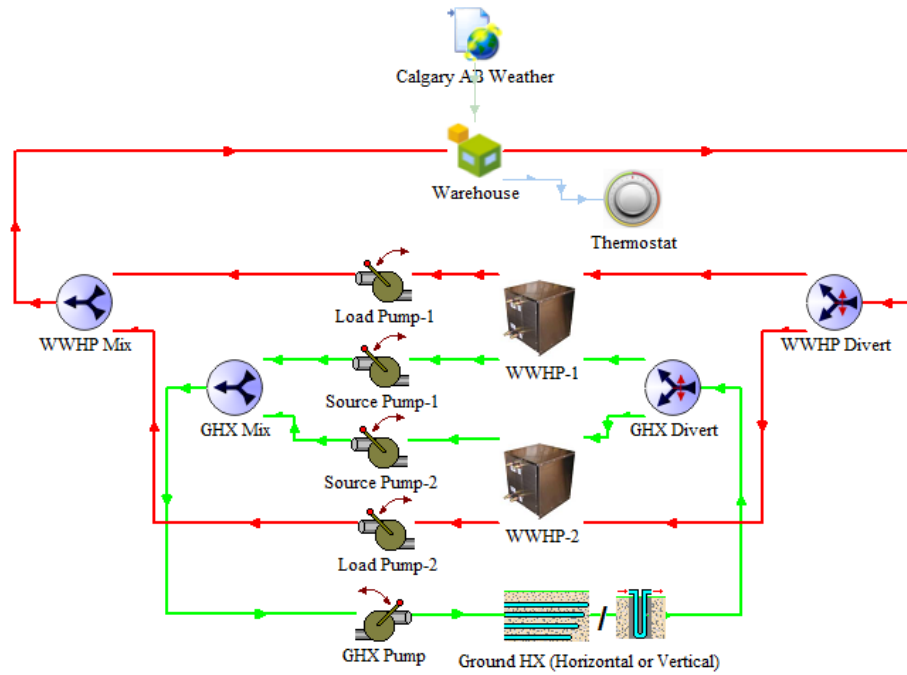 Calgary AB Weather
Warehouse
Thermostat
Load Pump-1
WWHP Mix
WWHP Divert
WWHP-1
Source Pump-1
GHX Mix
GHX Divert
Source Pump-2
WWHP-2
Load Pump-2
/
GHX Pump
Ground HX (Horizontal or Vertical)